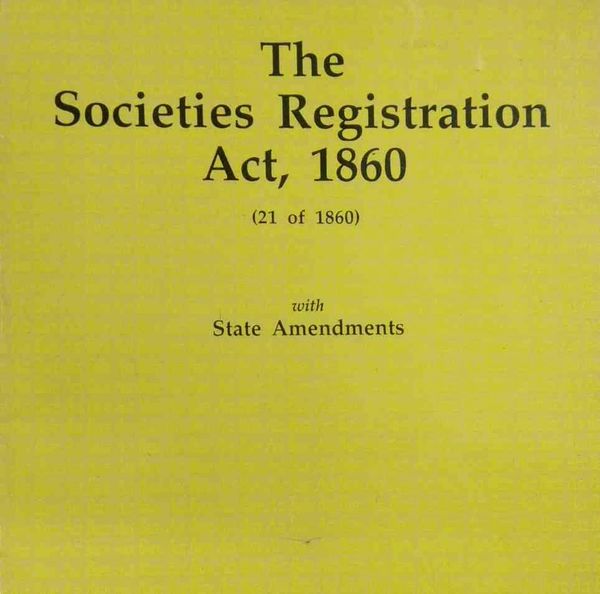 The
Societies Registration
Act, 1860
(21 of 1860)
with
State Amendments